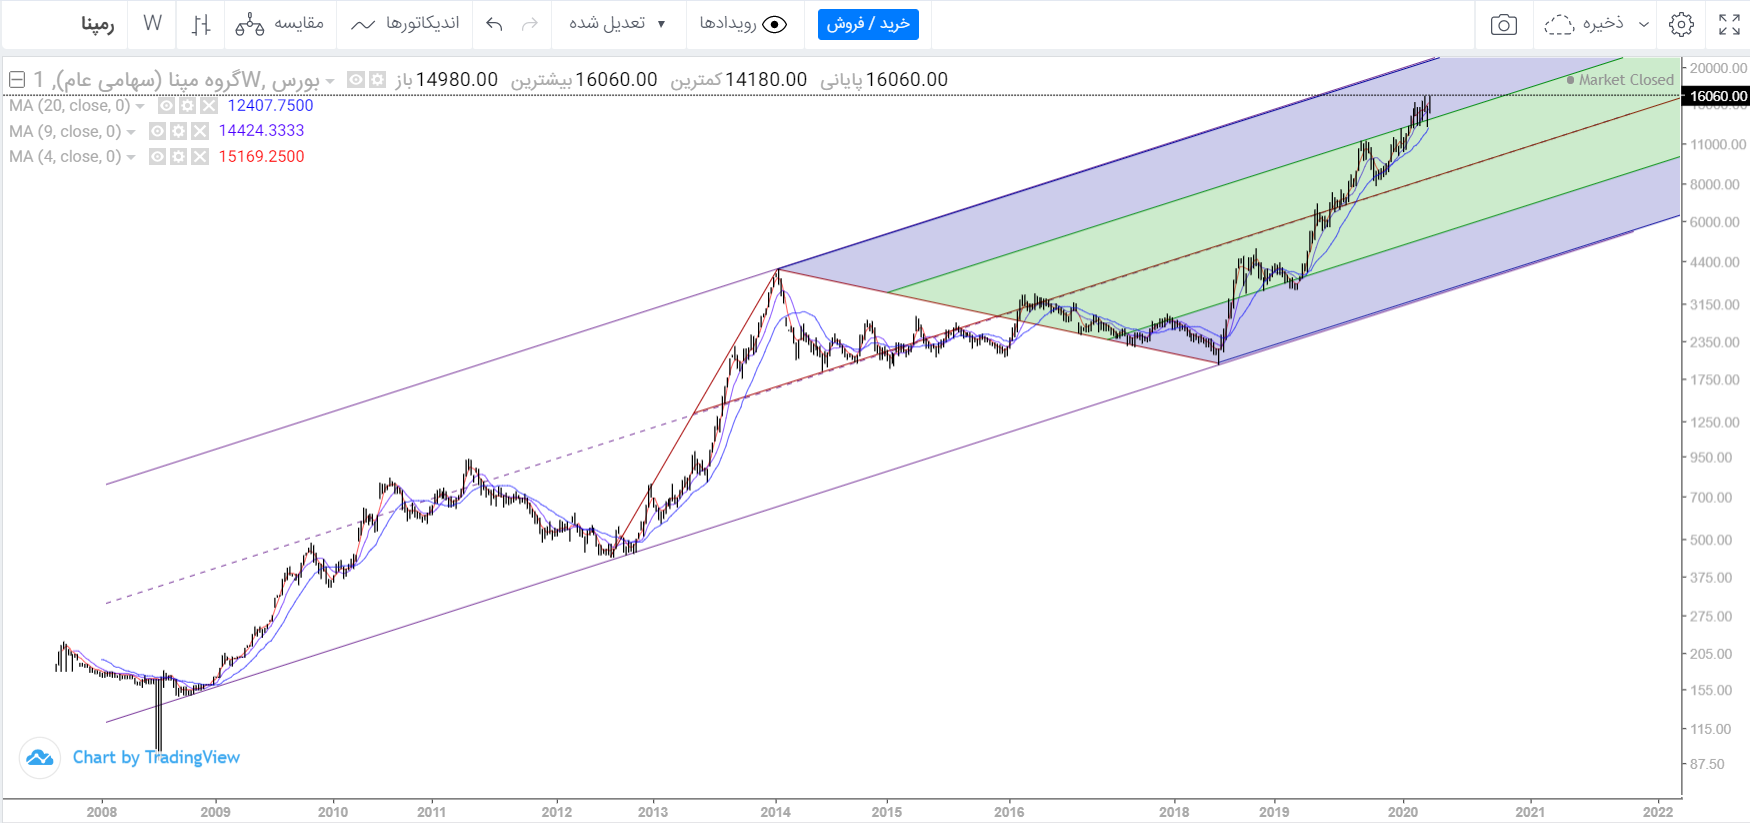 رمپنا W مقایسه اندیکاتورها تعدیل شده ▼ رویدادها خرید / فروش ذخیره
گروه مپنا (سهامی عام), 1W, بورس باز 14980.00 بیشترین 16060.00 کمترین 14180.00 پایانی 16060.00
Market Closed
MA (20, close, 0) 12407.7500
MA (9, close, 0) 14424.3333
MA (4, close, 0) 15169.2500
20000.00
16060.00
11000.00
8000.00
6000.00
4400.00
3150.00
2350.00
1750.00
1250.00
950.00
700.00
500.00
375.00
275.00
205.00
155.00
115.00
87.50
Chart by TradingView
2008 2009 2010 2011 2012 2013 2014 2015 2016 2018 2019 2020 2021 2022